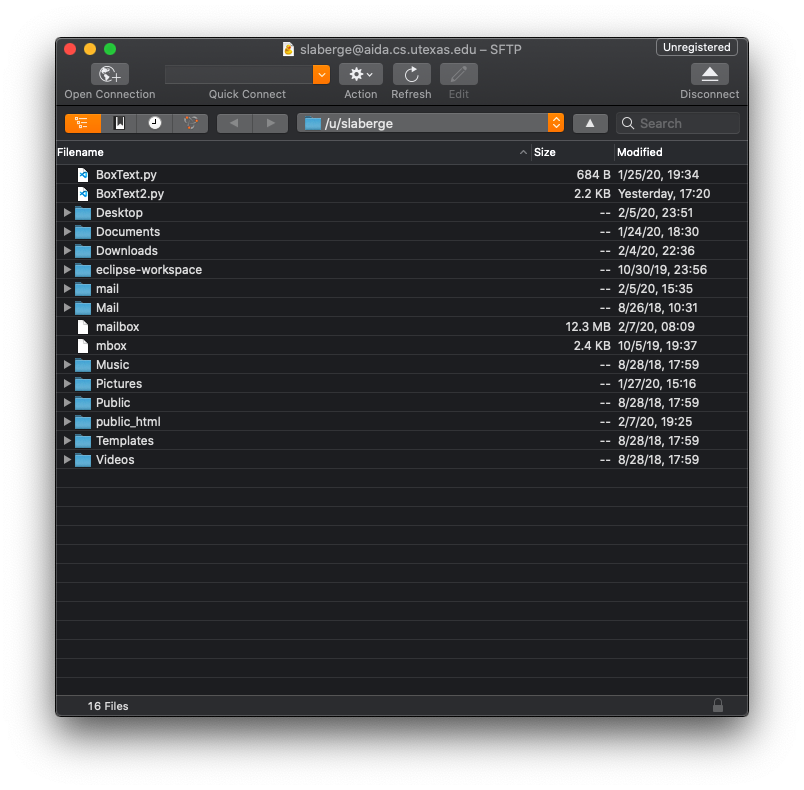 slaberge@aida.cs.utexas.edu – SFTP Unregistered
Open Connection Quick Connect Action Refresh Edit Disconnect
/u/slaberge Search
Filename Size Modified
BoxText.py 684 B 1/25/20, 19:34
BoxText2.py 2.2 KB Yesterday, 17:20
Desktop -- 2/5/20, 23:51
Documents -- 1/24/20, 18:30
Downloads -- 2/4/20, 22:36
eclipse-workspace -- 10/30/19, 23:56
mail -- 2/5/20, 15:35
Mail -- 8/26/18, 10:31
mailbox 12.3 MB 2/7/20, 08:09
mbox 2.4 KB 10/5/19, 19:37
Music -- 8/28/18, 17:59
Pictures -- 1/27/20, 15:16
Public -- 8/28/18, 17:59
public_html -- 2/7/20, 19:25
Templates -- 8/28/18, 17:59
Videos -- 8/28/18, 17:59
16 Files